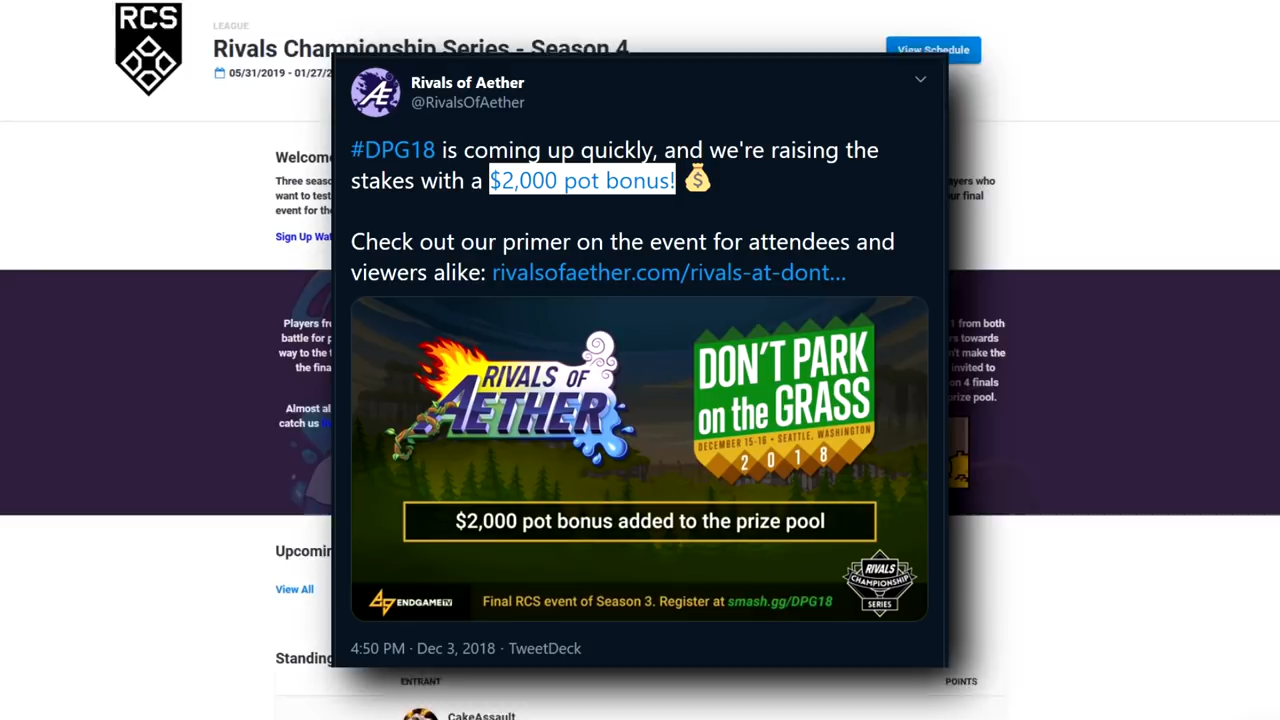 RCS
LEAGUE
Rivals Championship Series - Season 4
05/31/2019 - 01/27/2
View Schedule
Rivals of Aether
@RivalsOfAether
#DPG18 is coming up quickly, and we're raising the
stakes with a $2,000 pot bonus! 💰
Check out our primer on the event for attendees and
viewers alike: rivalsofaether.com/rivals-at-dont...
RIVALS OF
AETHER
DON'T PARK
on the GRASS
DECEMBER 15-16 • SEATTLE, WASHINGTON
2018
$2,000 pot bonus added to the prize pool
ENDGAMETV
Final RCS event of Season 3. Register at smash.gg/DPG18
RIVALS
CHAMPIONSHIP
SERIES
4:50 PM · Dec 3, 2018 · TweetDeck
Welcom
Three seas
want to test
event for the
Sign Up
yers who
ur final
Players fr
battle for p
way to the
the fina
Almost al
catch us
1 from both
rs towards
't make the
invited to
on 4 finals
rize pool.
Upcomin
View All
Standing
ENTRANT
POINTS
CakeAssault